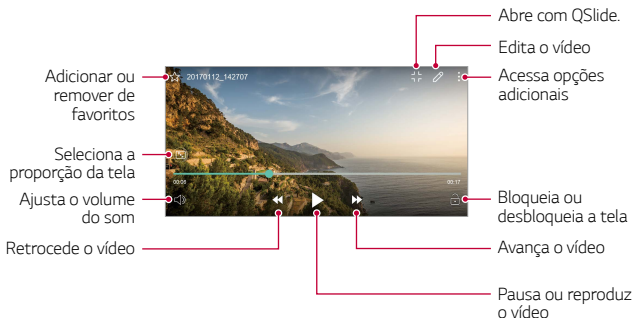 Abre com QSlide.
Edita o vídeo
Acessa opções
adicionais
Adicionar ou
remover de
favoritos
20170112_142707
Seleciona a
proporção da tela
00:06
00:17
Ajusta o volume
do som
Bloqueia ou
desbloqueia a tela
Retrocede o vídeo
Avança o vídeo
Pausa ou reproduz
o vídeo